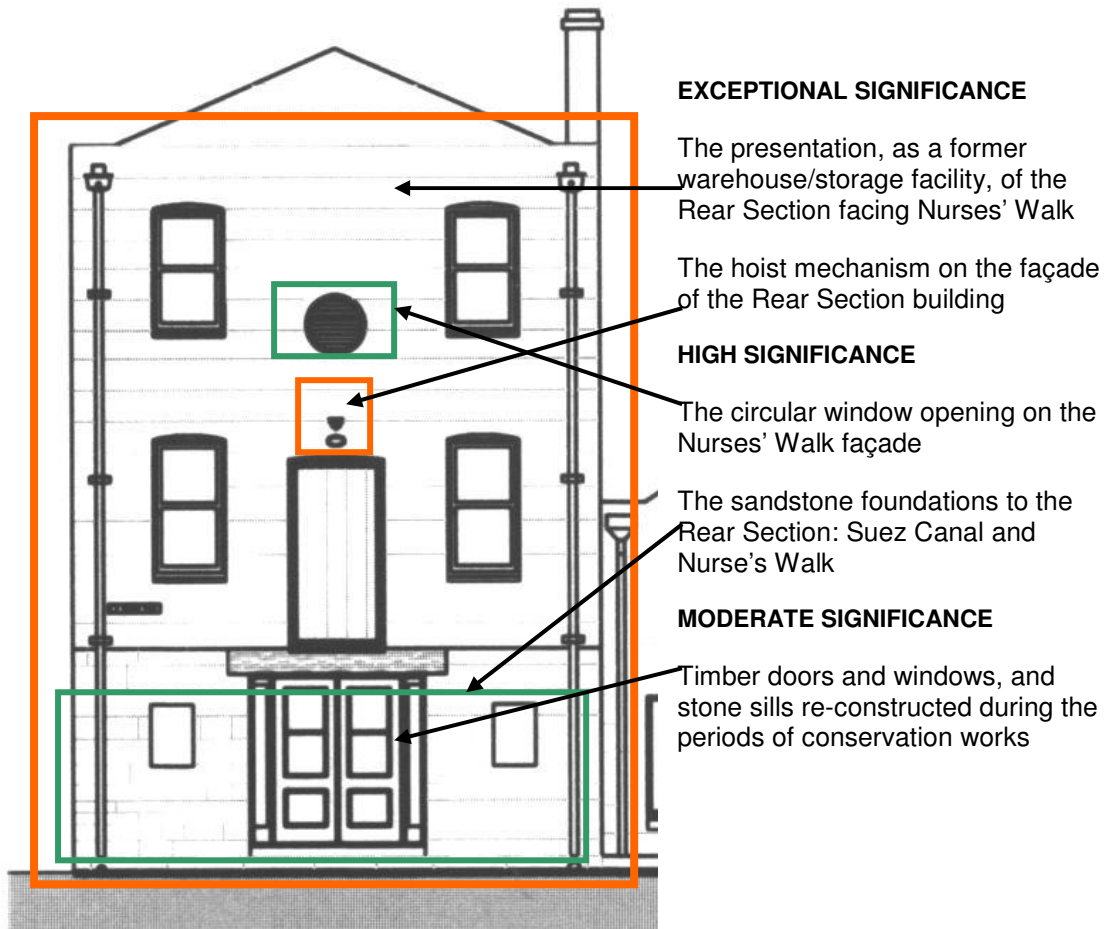 EXCEPTIONAL SIGNIFICANCE
The presentation, as a former
warehouse/storage facility, of the
Rear Section facing Nurses' Walk
The hoist mechanism on the façade
of the Rear Section building
HIGH SIGNIFICANCE
The circular window opening on the
Nurses' Walk façade
The sandstone foundations to the
Rear Section: Suez Canal and
Nurse's Walk
MODERATE SIGNIFICANCE
Timber doors and windows, and
stone sills re-constructed during the
periods of conservation works